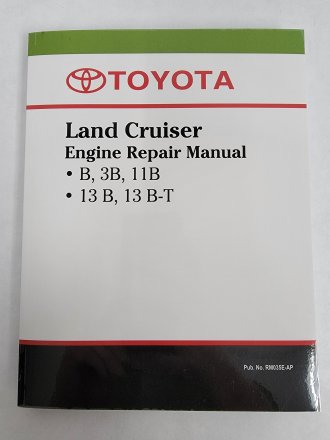 TOYOTA
Land Cruiser
Engine Repair Manual
• B, 3B, 11B
• 13 B, 13 B-T
Pub. No. RM035E-AP